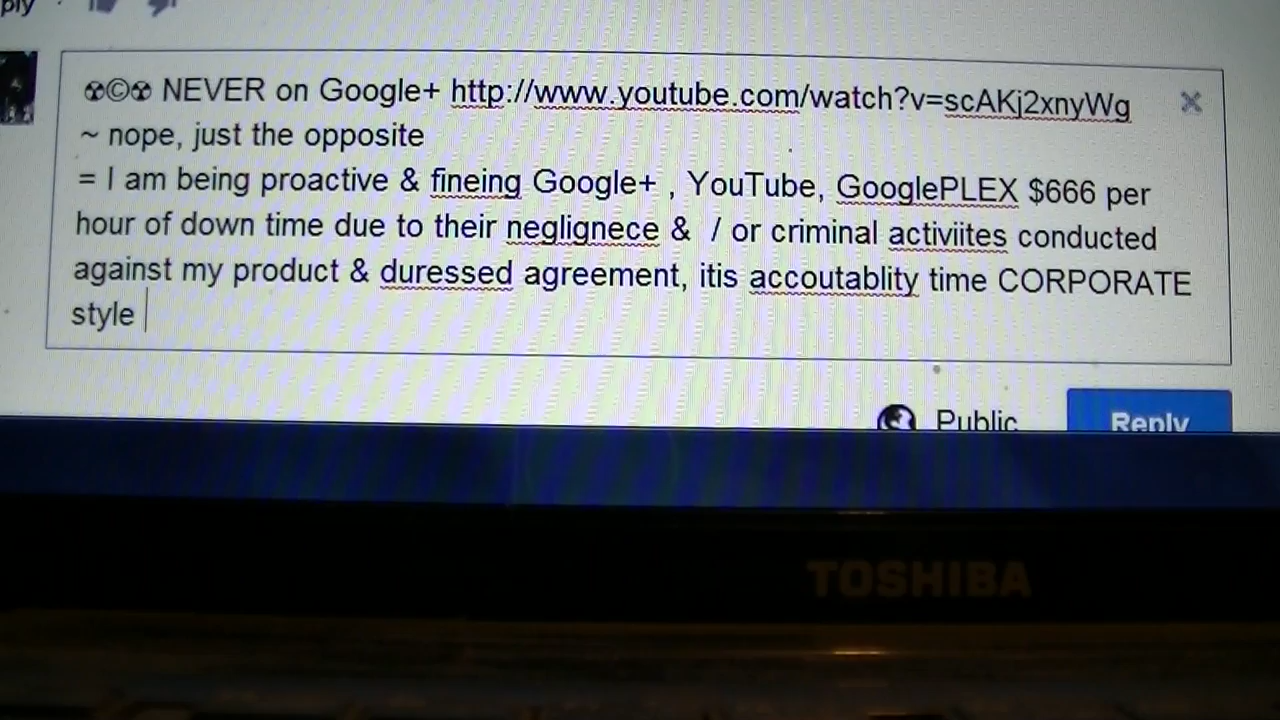 ply
☢©☢ NEVER on Google+ http://www.youtube.com/watch?v=scAKj2xnyWg
~ nope, just the opposite
= I am being proactive & fineing Google+ , YouTube, GooglePLEX $666 per
hour of down time due to their neglignece &  / or criminal activiites conducted
against my product & duressed agreement, itis accoutablity time CORPORATE
style
Public
Reply
TOSHIBA